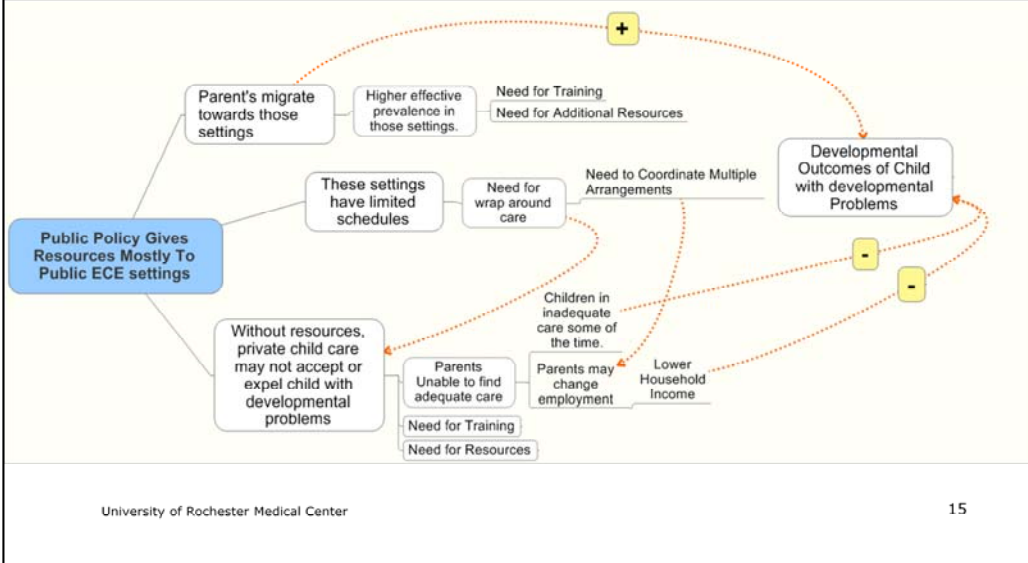 +
Parent's migrate
towards those
settings
Higher effective
prevalence in
those settings.
Need for Training
Need for Additional Resources
Developmental
Outcomes of Child
with developmental
Problems
These settings
have limited
schedules
Need for
wrap around
care
Need to Coordinate Multiple
Arrangements
Public Policy Gives
Resources Mostly To
Public ECE settings
-
-
Without resources,
private child care
may not accept or
expel child with
developmental
problems
Parents
Unable to find
adequate care
Children in
inadequate
care some of
the time.
Parents may
change
employment
Lower
Household
Income
Need for Training
Need for Resources
University of Rochester Medical Center
15